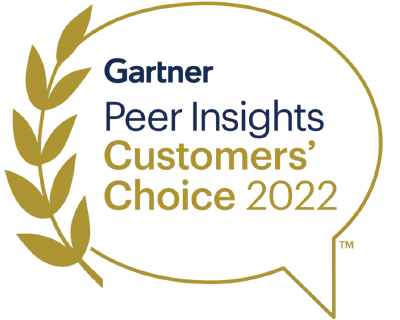 Gartner
Peer Insights
Customers’
Choice 2022
™